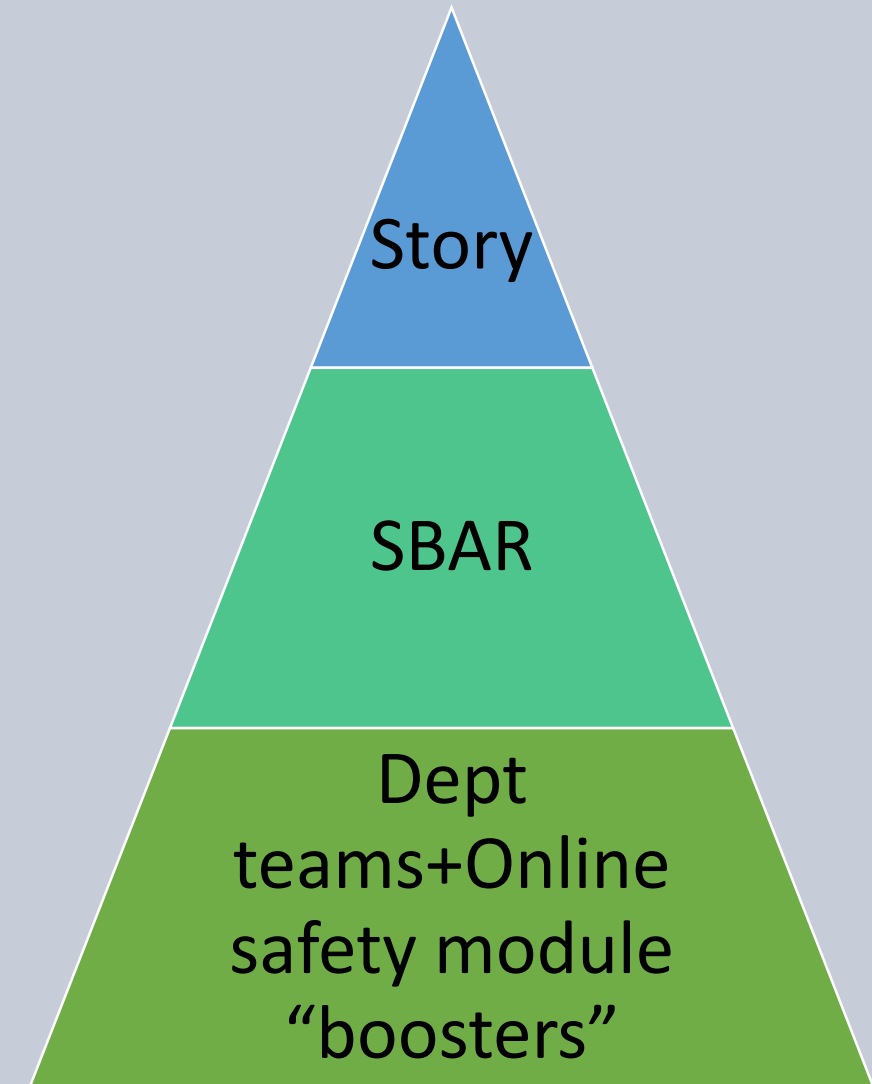 Story
SBAR
Dept
teams+Online
safety module
“boosters”